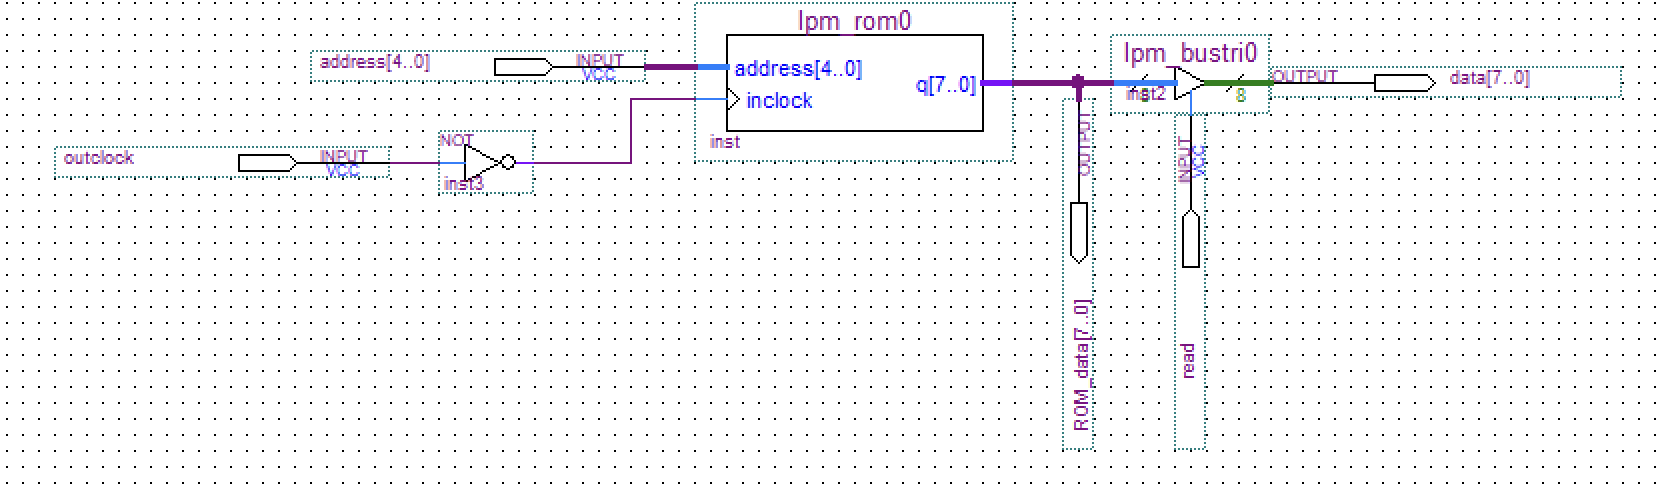 lpm_rom0
address[4..0]
INPUT
VCC
address[4..0]
inclock
q[7..0]
inst
outclock
INPUT
VCC
NOT
inst3
lpm_bustri0
inst2
8
OUTPUT
data[7..0]
OUTPUT
ROM_data[7..0]
INPUT
VCC
read